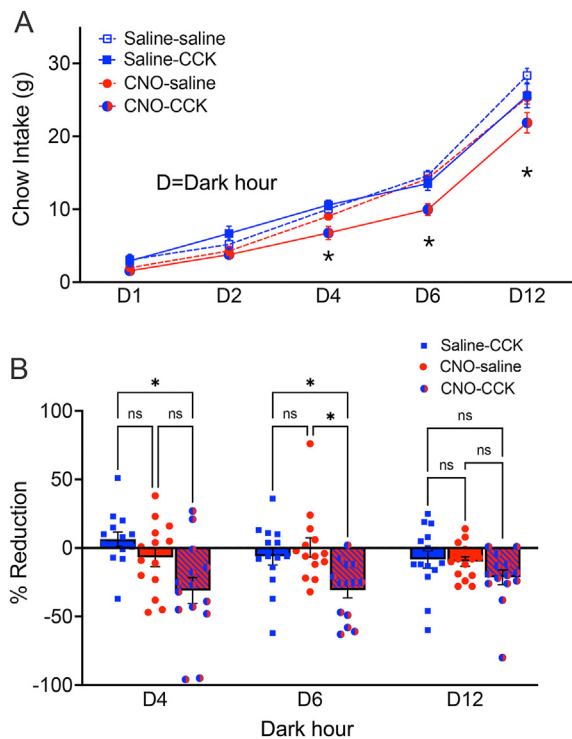 A
Saline-saline
Saline-CCK
CNO-saline
CNO-CCK
Chow Intake (g)
30
20
10
0
D=Dark hour
*
*
*
D1 D2 D4 D6 D12
B
Saline-CCK
CNO-saline
CNO-CCK
% Reduction
100
50
0
-50
-100
*
ns ns
*
ns *
ns
ns ns
D4 D6 D12
Dark hour